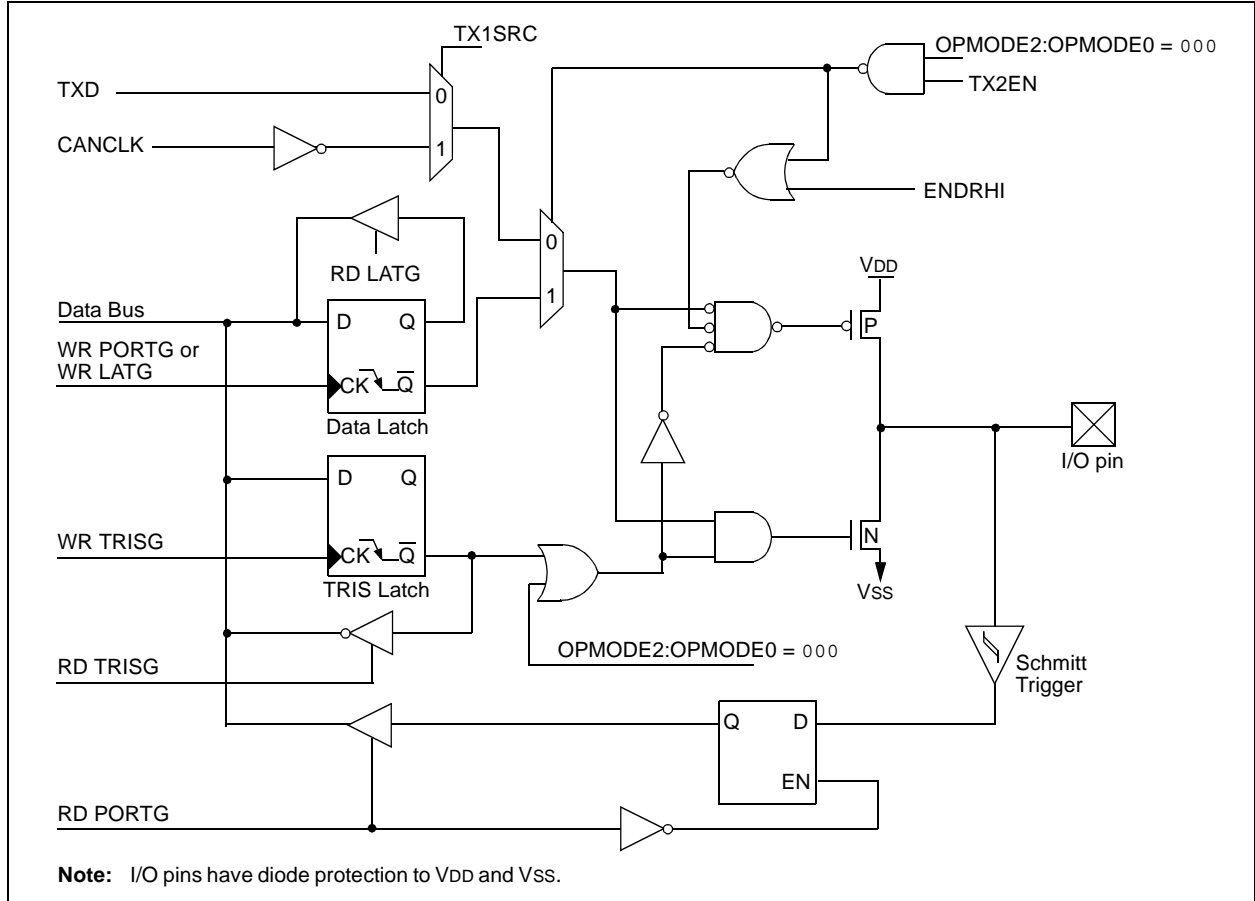 TX1SRC
OPMODE2:OPMODE0 = 000
TXD
0
TX2EN
CANCLK
1
ENDRHI
0
RD LATG
VDD
Data Bus
D
Q
1
P
WR PORTG or
WR LATG
CK
Q
Data Latch
I/O pin
D
Q
WR TRISG
CK
Q
N
TRIS Latch
VSS
OPMODE2:OPMODE0 = 000
RD TRISG
Schmitt
Trigger
Q
D
EN
RD PORTG
Note: I/O pins have diode protection to VDD and VSS.